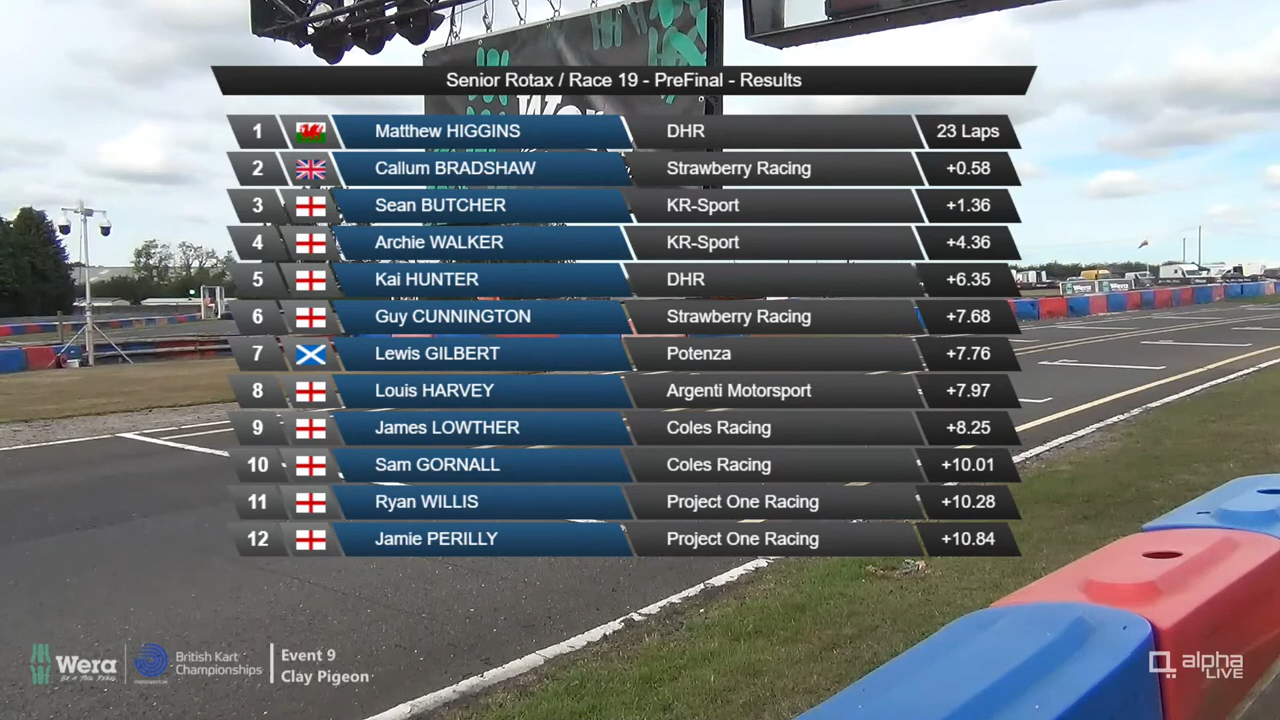 Senior Rotax / Race 19 - PreFinal - Results
1 Matthew HIGGINS DHR 23 Laps
2 Callum BRADSHAW Strawberry Racing +0.58
3 Sean BUTCHER KR-Sport +1.36
4 Archie WALKER KR-Sport +4.36
5 Kai HUNTER DHR +6.35
6 Guy CUNNINGTON Strawberry Racing +7.68
7 Lewis GILBERT Potenza +7.76
8 Louis HARVEY Argenti Motorsport +7.97
9 James LOWTHER Coles Racing +8.25
10 Sam GORNALL Coles Racing +10.01
11 Ryan WILLIS Project One Racing +10.28
12 Jamie PERILLY Project One Racing +10.84
Wera
British Kart
Championships
Event 9
Clay Pigeon
alpha
LIVE